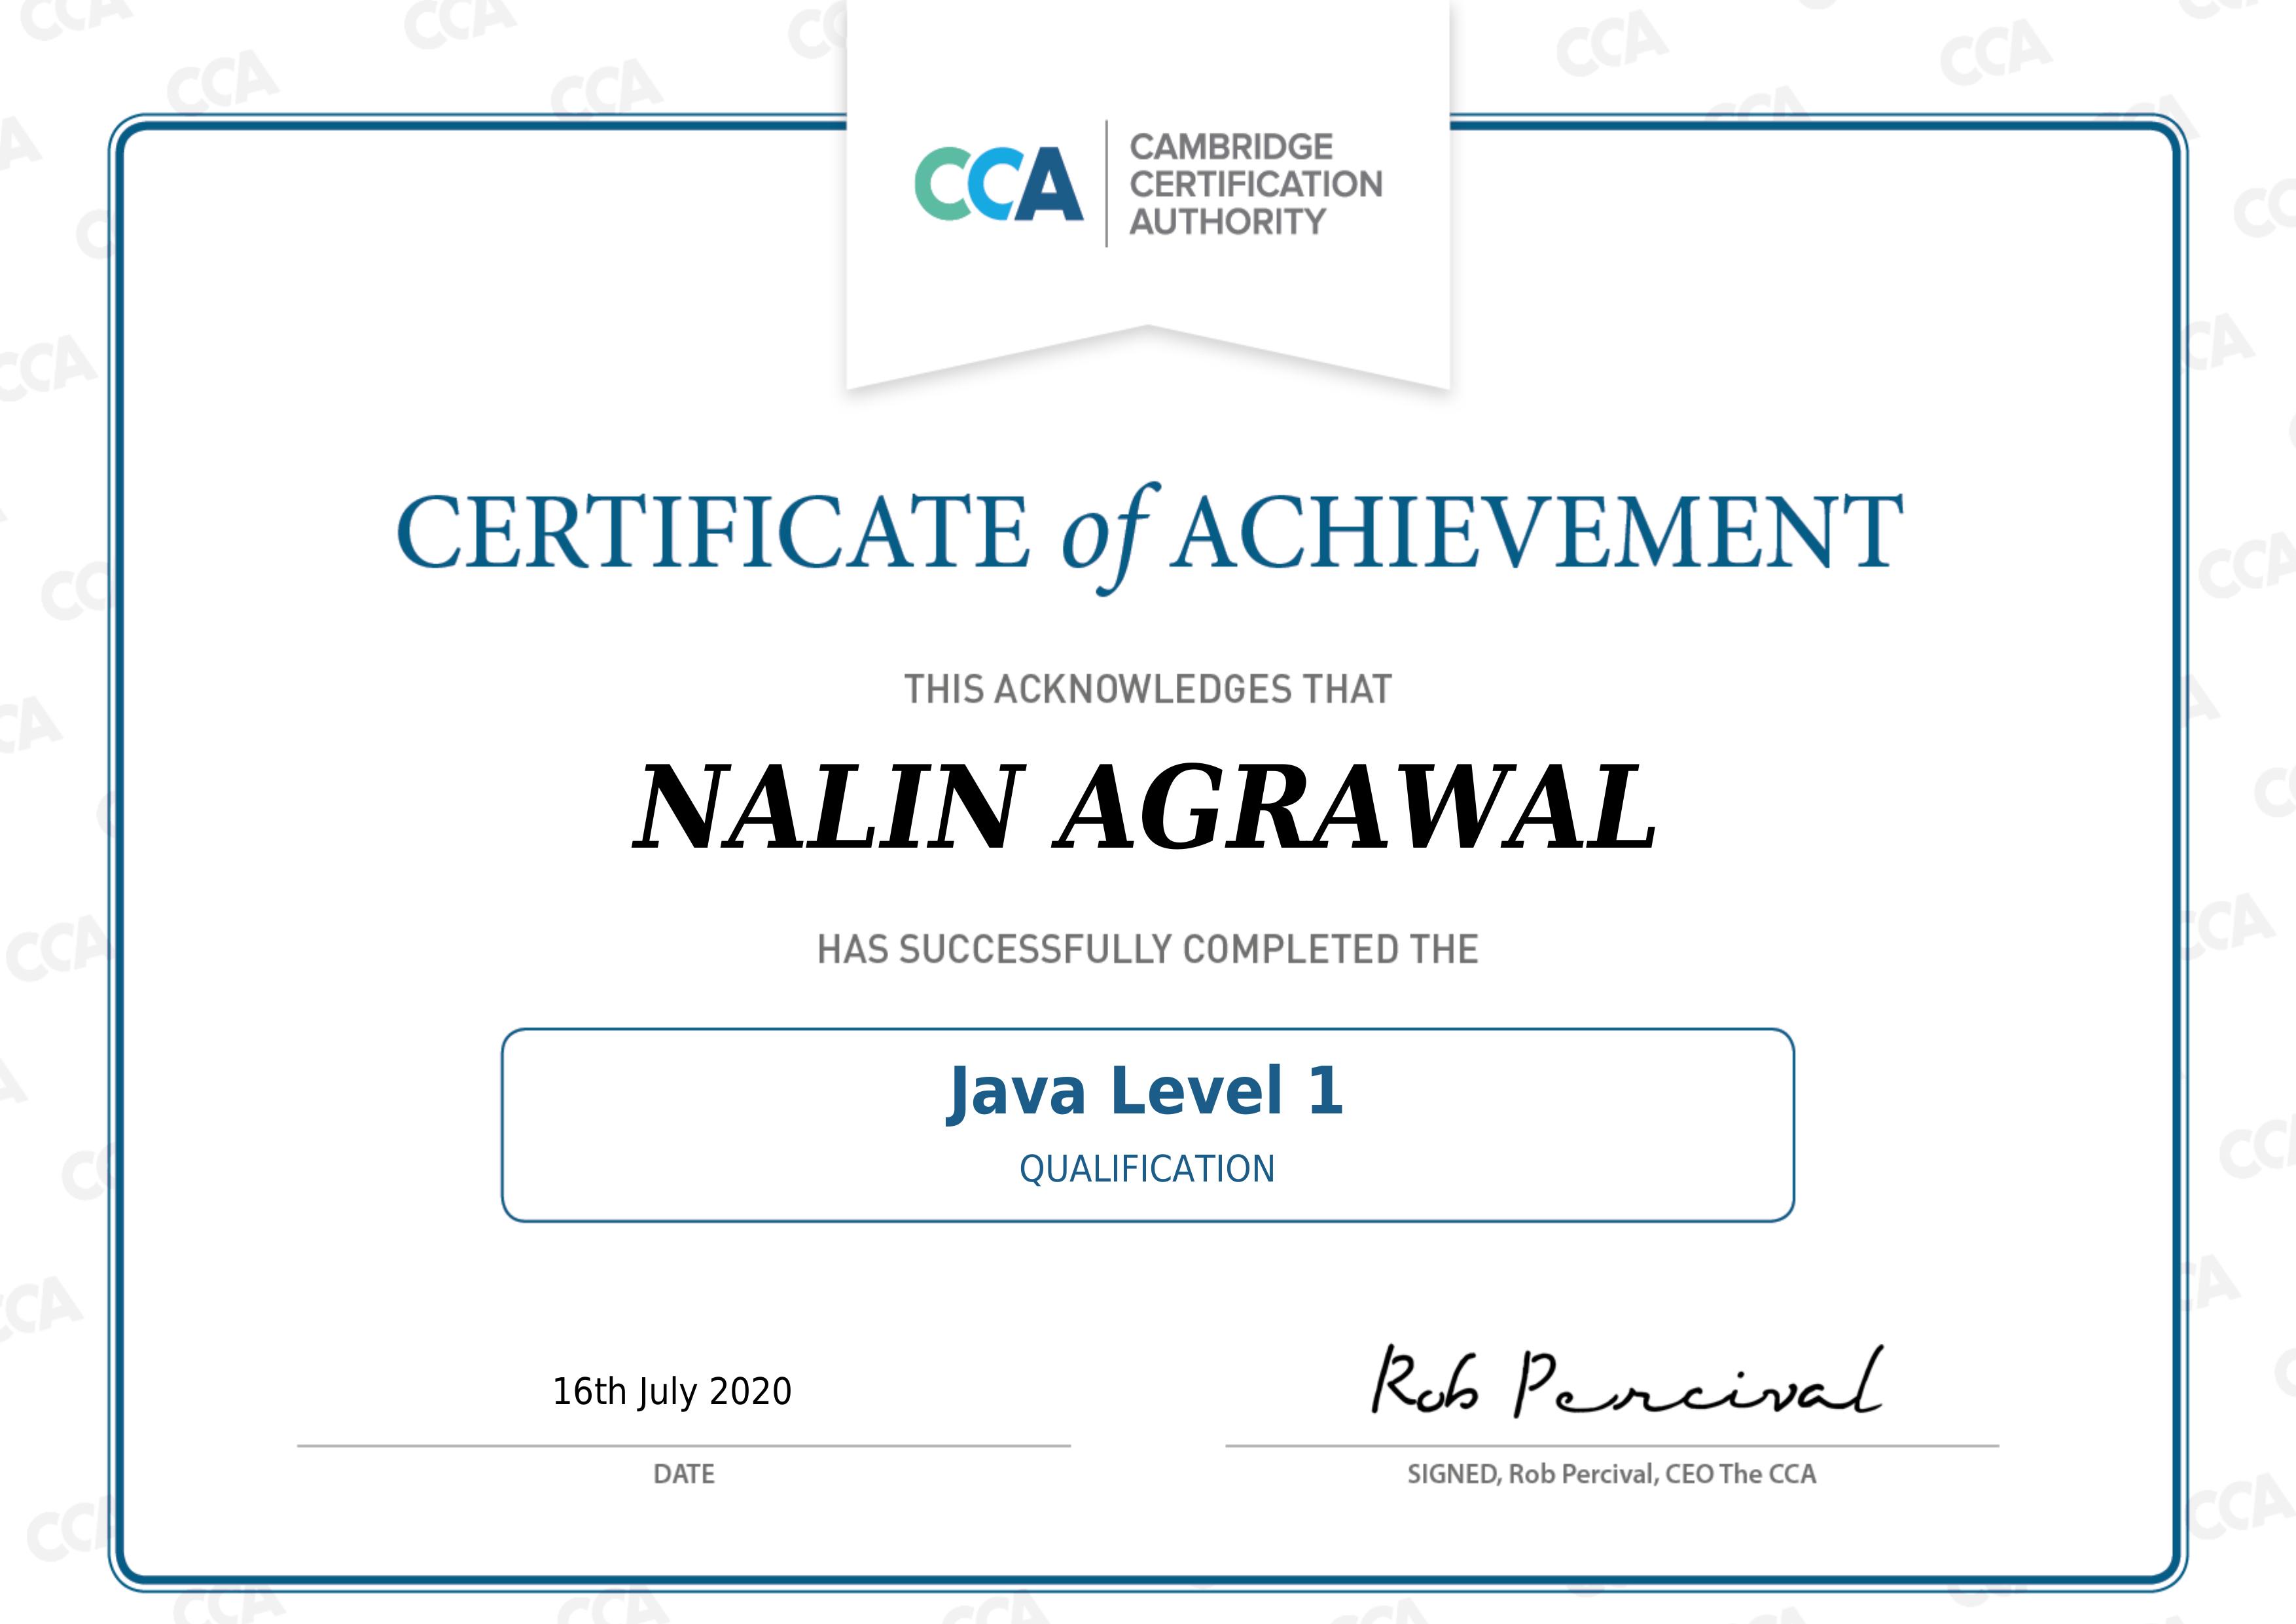 CCA
CAMBRIDGE
CERTIFICATION
AUTHORITY
CERTIFICATE of ACHIEVEMENT
THIS ACKNOWLEDGES THAT
NALIN AGRAWAL
HAS SUCCESSFULLY COMPLETED THE
Java Level 1
QUALIFICATION
16th July 2020
Rob Percival
DATE
SIGNED, Rob Percival, CEO The CCA